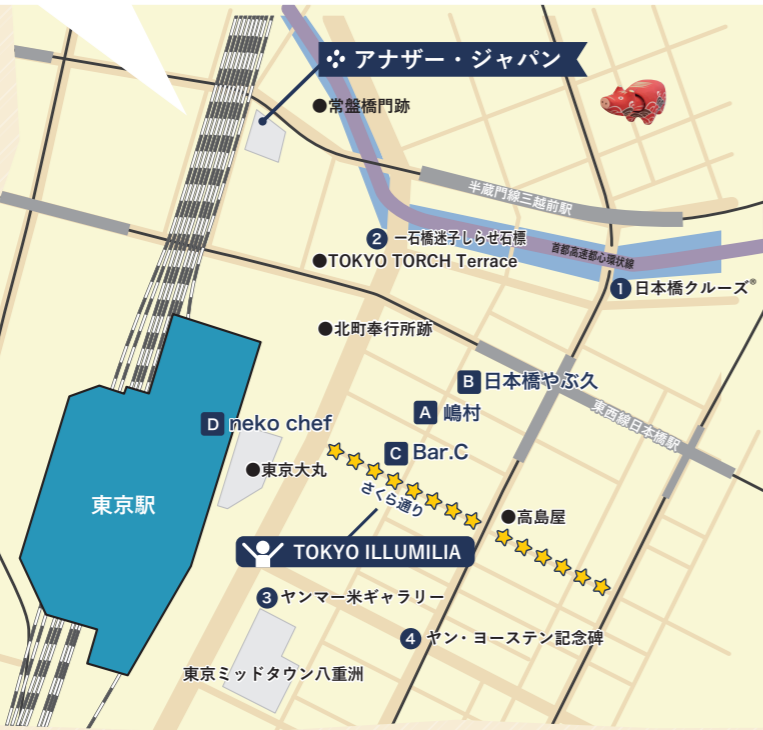 アナザー・ジャパン
●常盤橋門跡
半蔵門線三越前駅
2 一石橋迷子しらせ石標
首都高速都心環状線
●TOKYO TORCH Terrace
1 日本橋クルーズ®
●北町奉行所跡
B 日本橋やぶ久
A 嶋村
東西線日本橋駅
D neko chef
C Bar.C
●東京大丸
さくら通り
東京駅
●高島屋
TOKYO ILLUMILIA
3 ヤンマー米ギャラリー
4 ヤン・ヨーステン記念碑
東京ミッドタウン八重洲